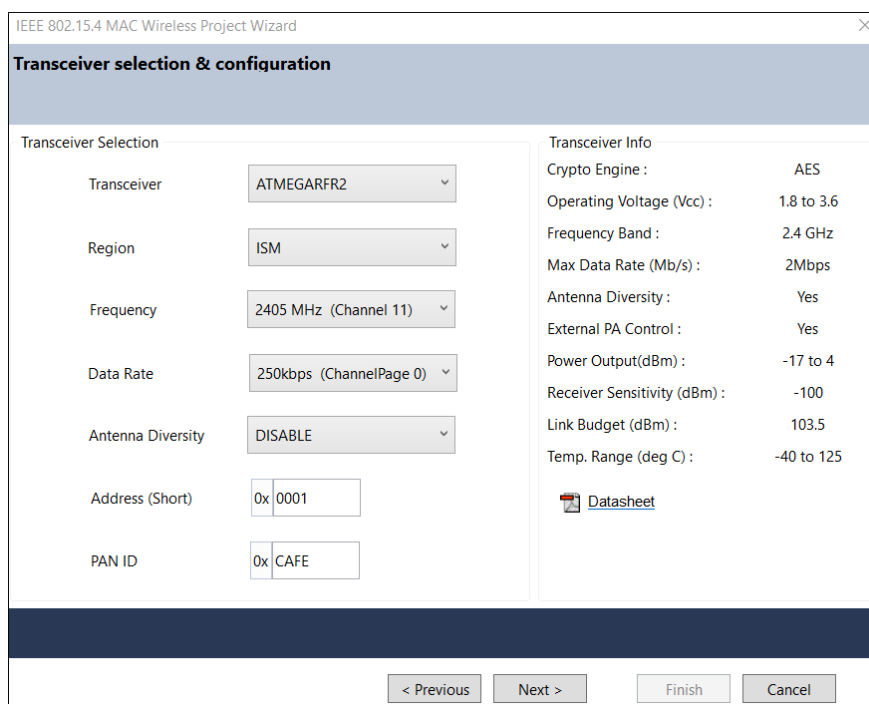 IEEE 802.15.4 MAC Wireless Project Wizard
Transceiver selection & configuration
Transceiver Selection
Transceiver ATMEGARFR2
Region ISM
Frequency 2405 MHz (Channel 11)
Data Rate 250kbps (ChannelPage 0)
Antenna Diversity DISABLE
Address (Short) 0x 0001
PAN ID 0x CAFE
Transceiver Info
Crypto Engine : AES
Operating Voltage (Vcc) : 1.8 to 3.6
Frequency Band : 2.4 GHz
Max Data Rate (Mb/s) : 2Mbps
Antenna Diversity : Yes
External PA Control : Yes
Power Output(dBm) : -17 to 4
Receiver Sensitivity (dBm) : -100
Link Budget (dBm) : 103.5
Temp. Range (deg C) : -40 to 125
Datasheet
< Previous Next > Finish Cancel